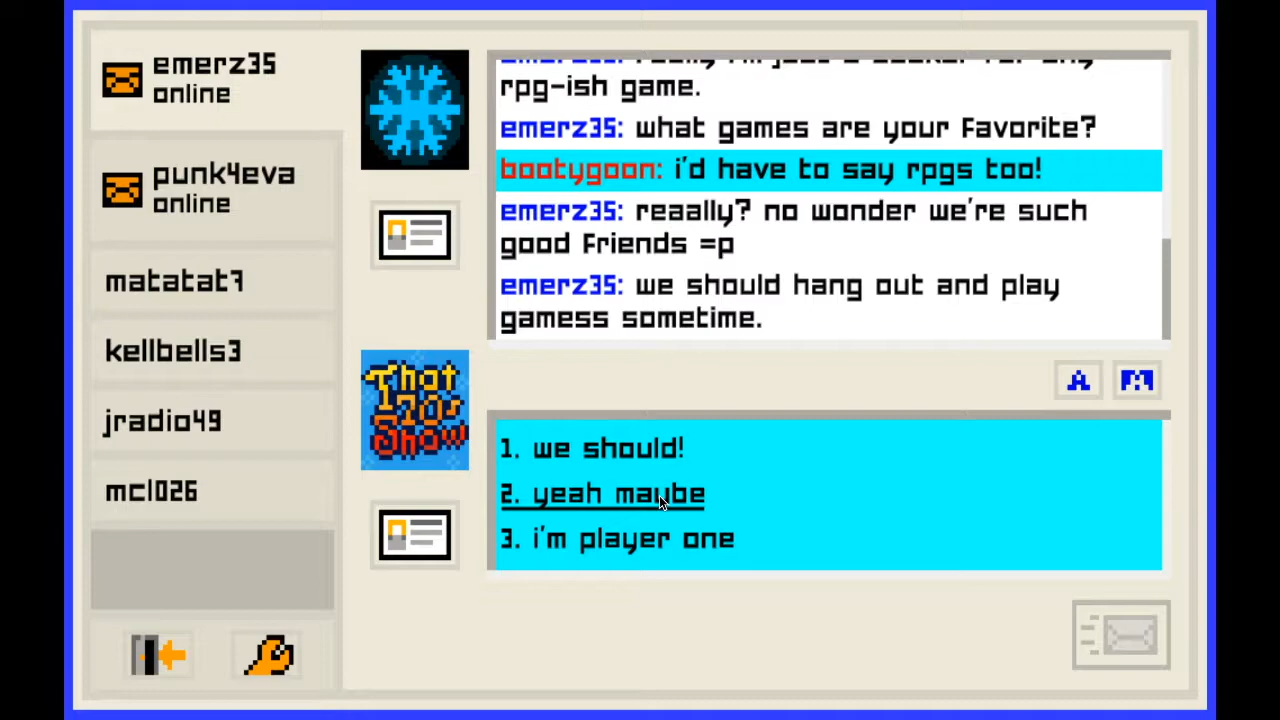 emerz35
online
punk4eva
online
matatat7
kellbells3
jradio49
mcl026
rpg-ish game.
emerz35: what games are your favorite?
bootygoon: i'd have to say rpgs too!
emerz35: reaally? no wonder we're such
good friends =p
emerz35: we should hang out and play
gamess sometime.
A M
That
70s
Show
1. we should!
2. yeah maybe
3. i'm player one